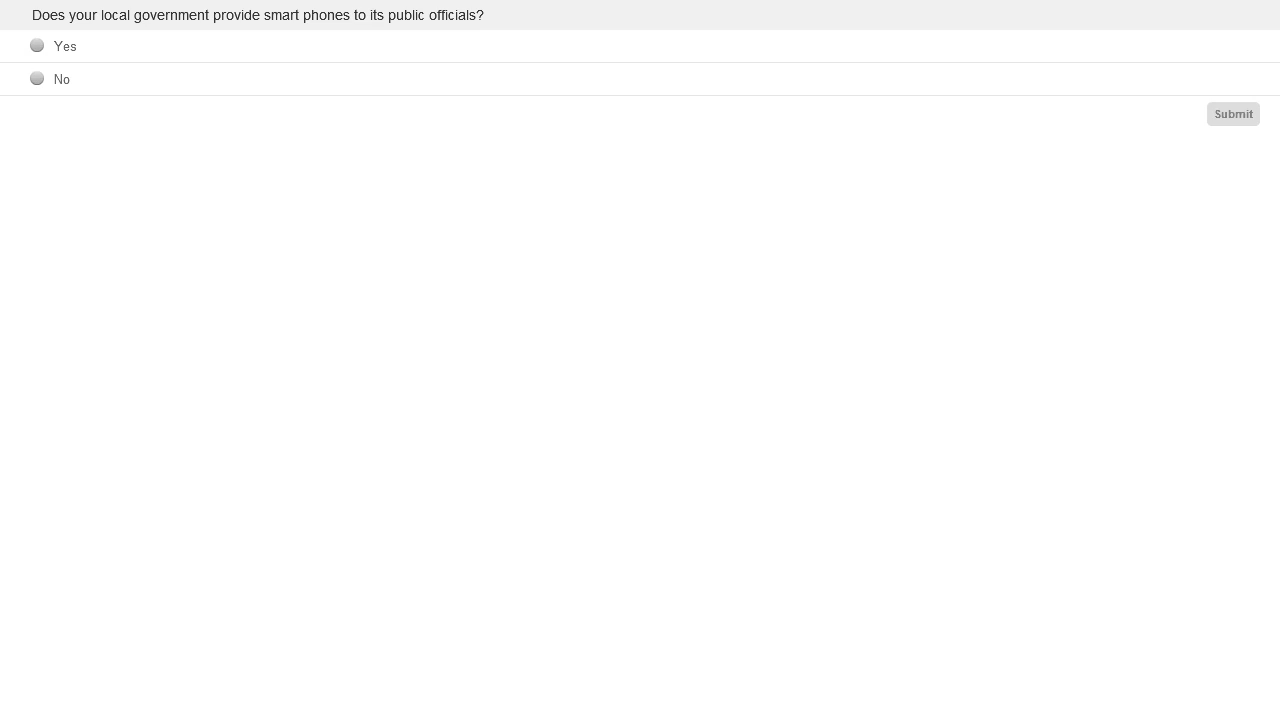 Does your local government provide smart phones to its public officials?
Yes
No
Submit